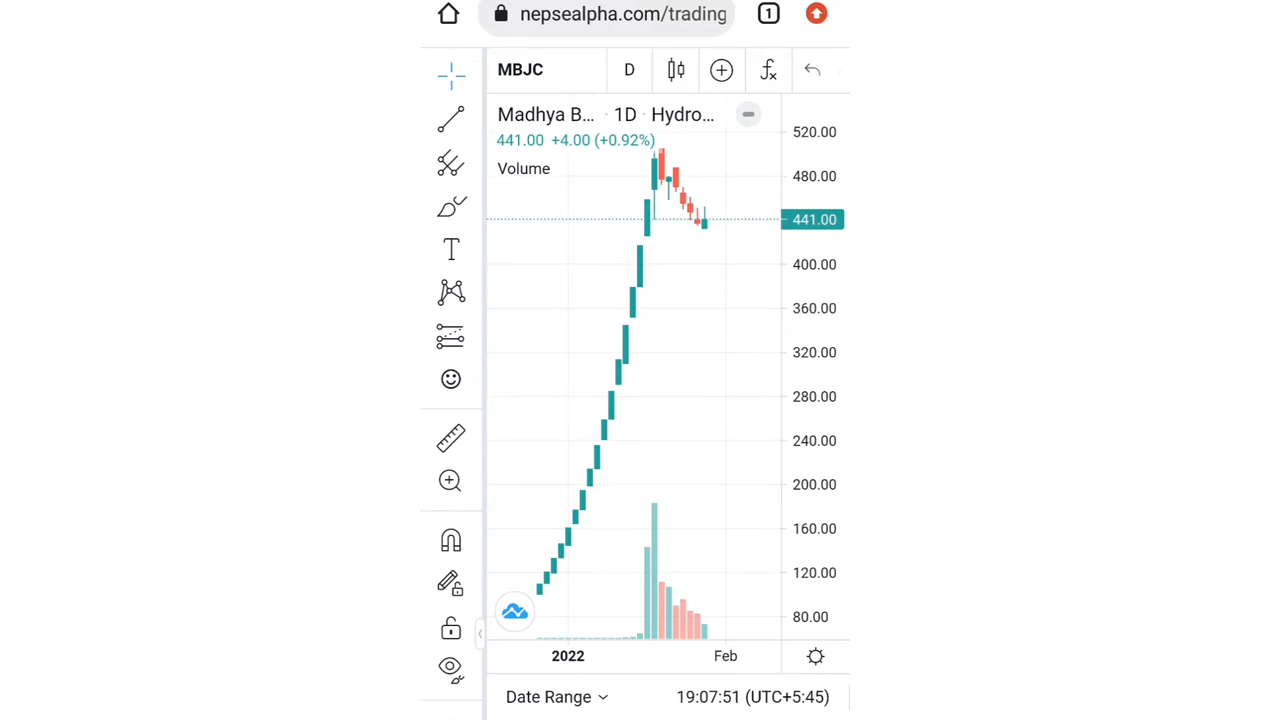 nepsealpha.com/trading 1
MBJC D
Madhya B... · 1D · Hydro...
441.00 +4.00 (+0.92%)
Volume
520.00
480.00
441.00
400.00
360.00
320.00
280.00
240.00
200.00
160.00
120.00
80.00
2022 Feb
Date Range 19:07:51 (UTC+5:45)